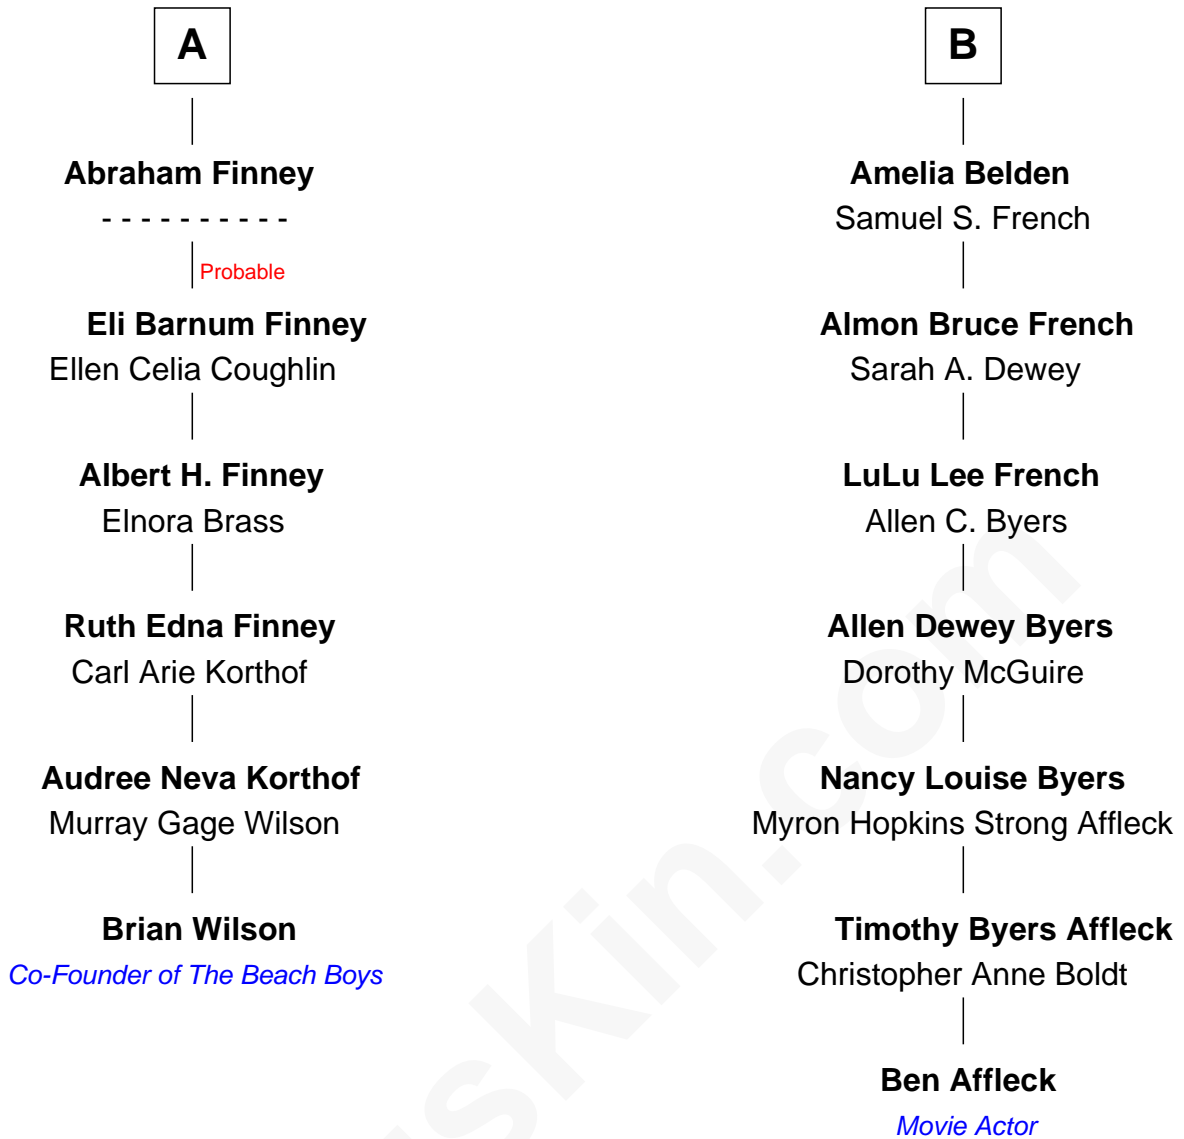 A
Abraham Finney
- - - - - - - - - -
Probable
Eli Barnum Finney
Ellen Celia Coughlin
Albert H. Finney
Elnora Brass
Ruth Edna Finney
Carl Arie Korthof
Audree Neva Korthof
Murray Gage Wilson
Brian Wilson
Co-Founder of The Beach Boys
B
Amelia Belden
Samuel S. French
Almon Bruce French
Sarah A. Dewey
LuLu Lee French
Allen C. Byers
Allen Dewey Byers
Dorothy McGuire
Nancy Louise Byers
Myron Hopkins Strong Affleck
Timothy Byers Affleck
Christopher Anne Boldt
Ben Affleck
Movie Actor